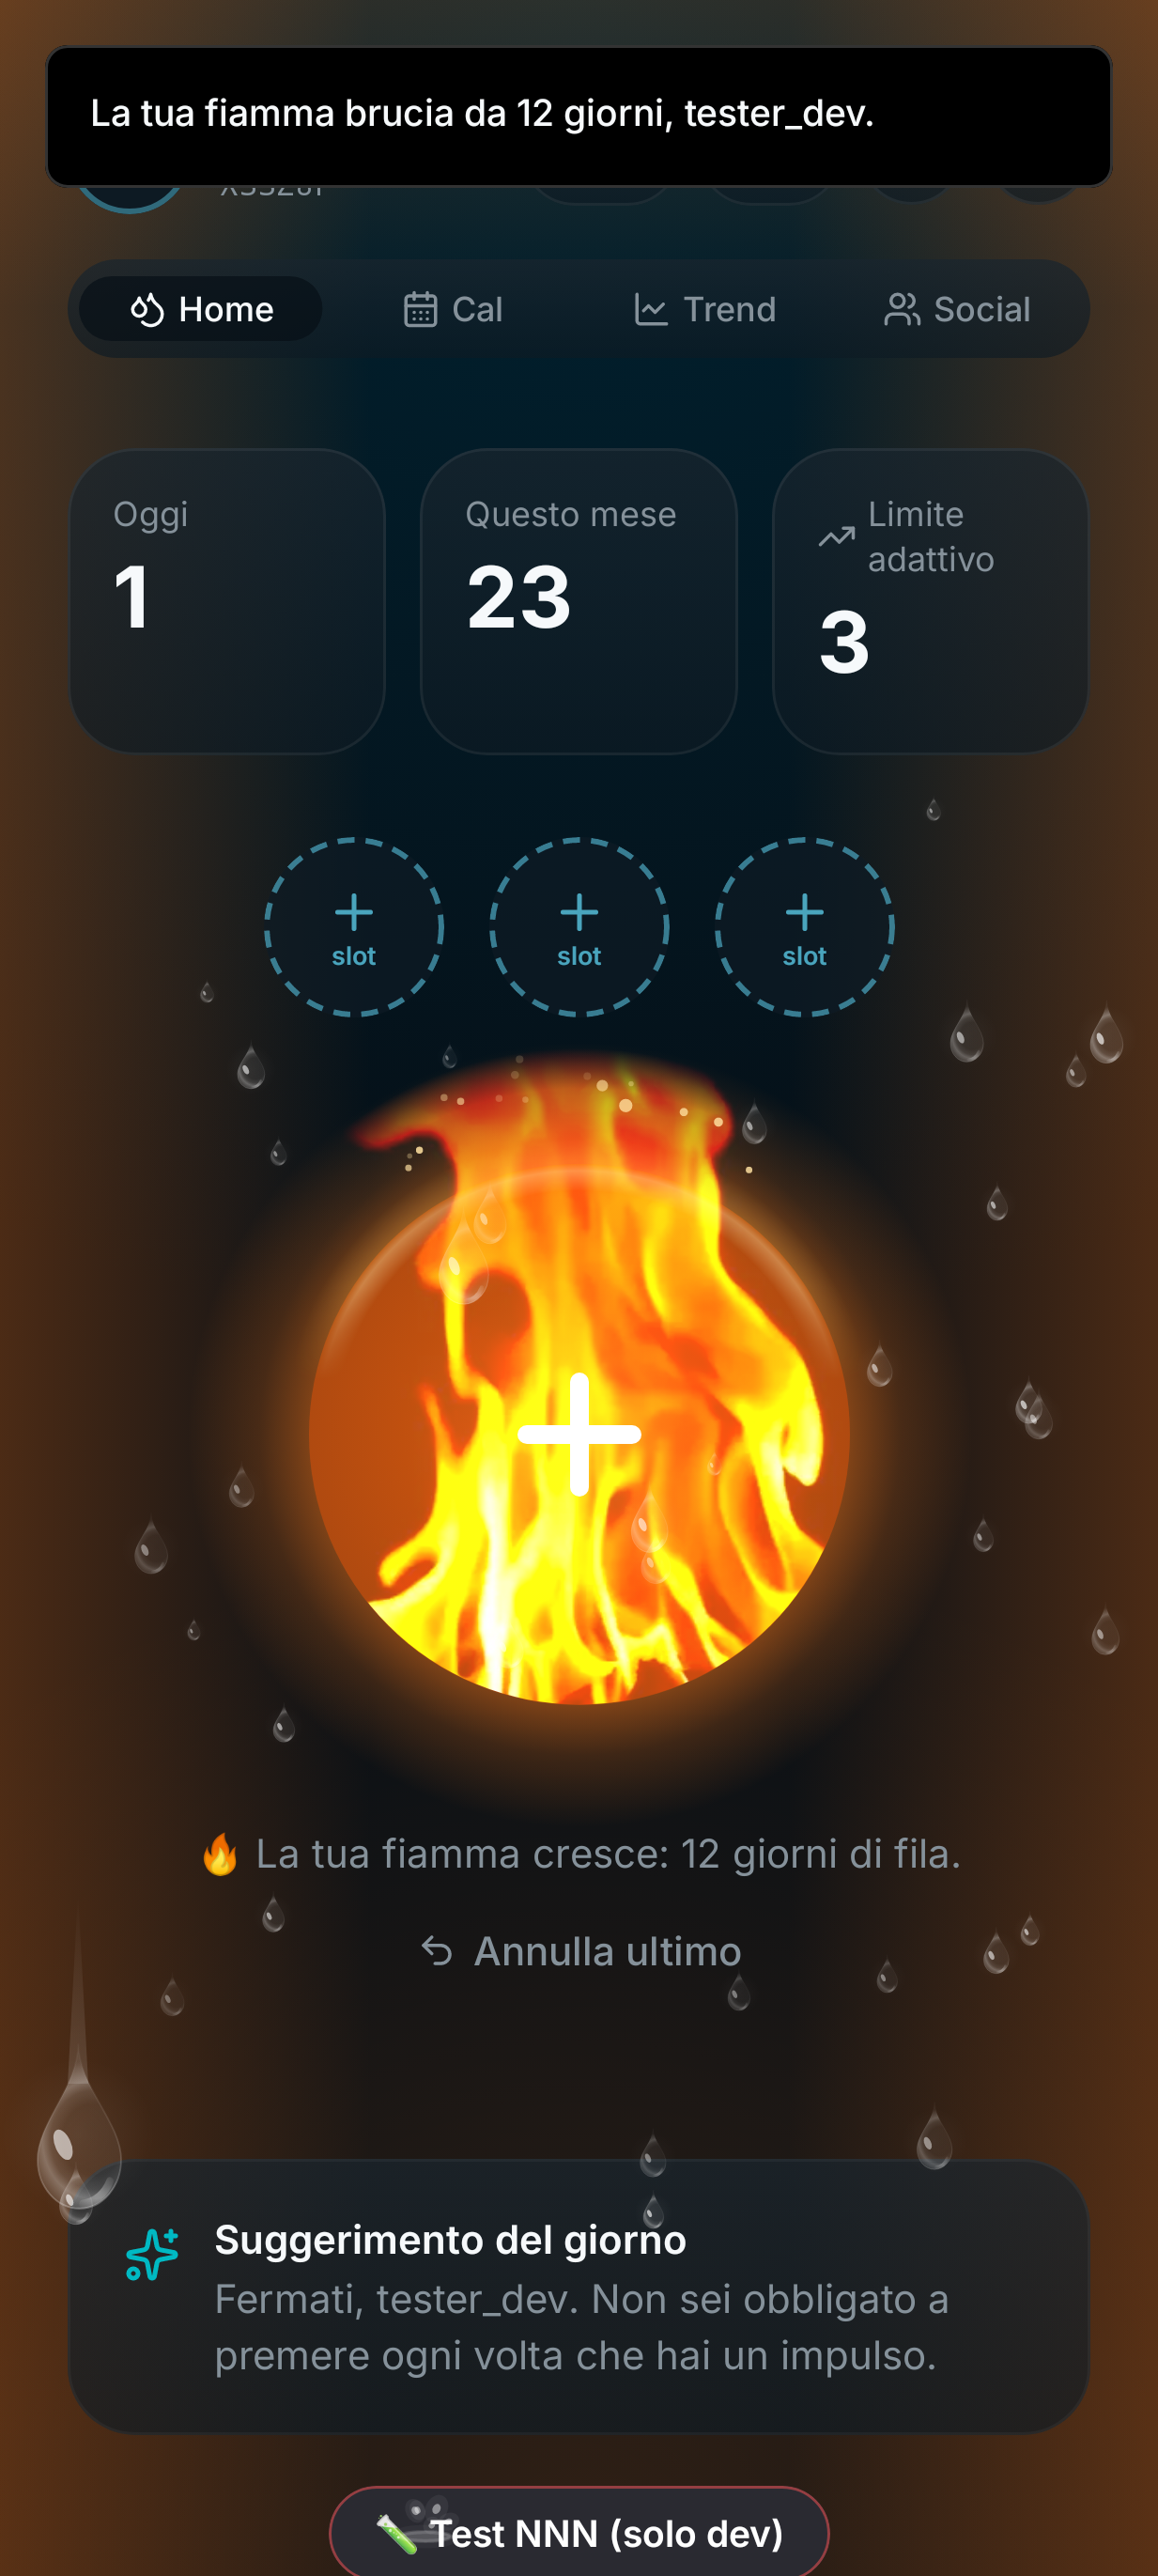 La tua fiamma brucia da 12 giorni, tester_dev.
Home
Cal
Trend
Social
Oggi
1
Questo mese
23
Limite
adattivo
3
slot
slot
slot
🔥 La tua fiamma cresce: 12 giorni di fila.
Annulla ultimo
Suggerimento del giorno
Fermati, tester_dev. Non sei obbligato a
premere ogni volta che hai un impulso.
🧪 Test NNN (solo dev)